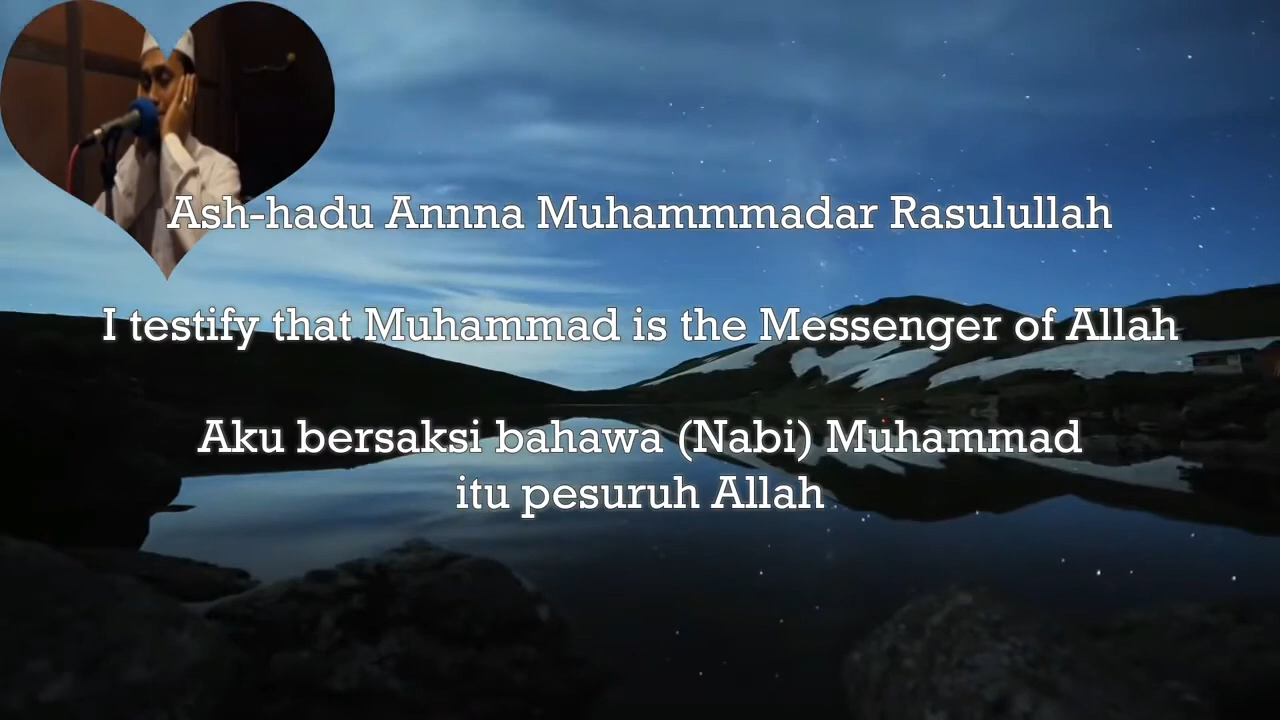 Ash-hadu Annna Muhammmadar Rasulullah
I testify that Muhammad is the Messenger of Allah
Aku bersaksi bahawa (Nabi) Muhammad
itu pesuruh Allah